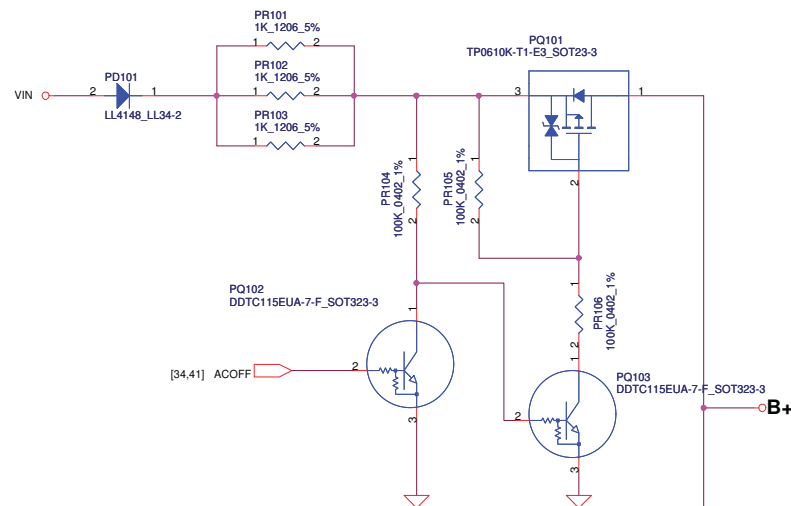 PR101
1K_1206_5%
1 2
PR102
1K_1206_5%
1 2
PR103
1K_1206_5%
1 2
VIN
2
PD101
1
LL4148_LL34-2
PQ101
TP0610K-T1-E3_SOT23-3
3
1
2
1
PR104
100K_0402_1%
2
1
PR105
100K_0402_1%
2
PQ102
DDTC115EUA-7-F_SOT323-3
1
[34,41] ACOFF
2
3
1
PR106
100K_0402_1%
2
1
PQ103
DDTC115EUA-7-F_SOT323-3
2
3
B+